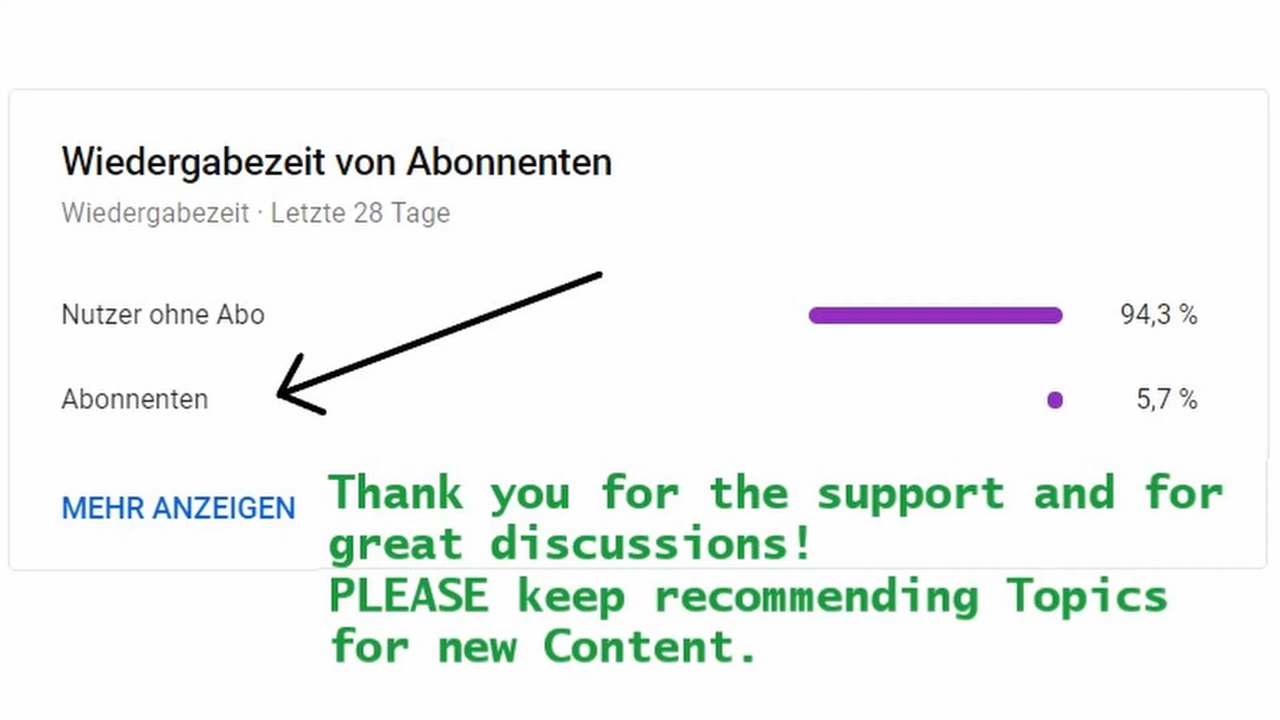 Wiedergabezeit von Abonnenten
Wiedergabezeit · Letzte 28 Tage
Nutzer ohne Abo 94,3 %
Abonnenten 5,7 %
MEHR ANZEIGEN
Thank you for the support and for
great discussions!
PLEASE keep recommending Topics
for new Content.